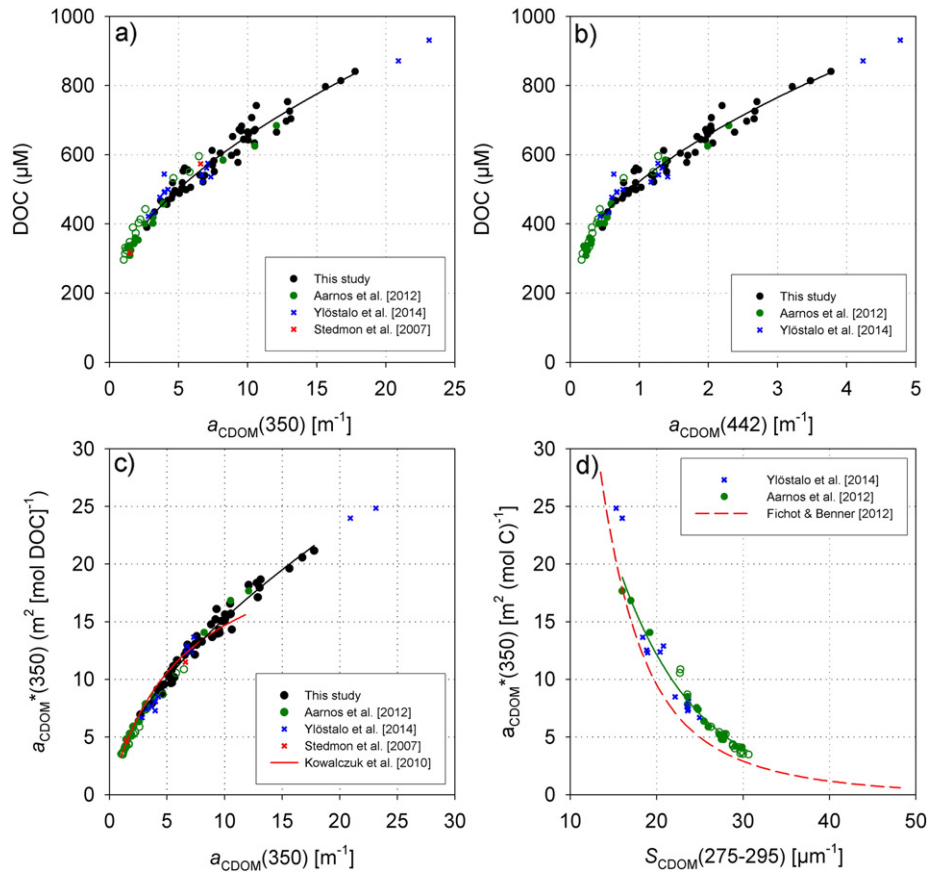 a)
1000
800
600
400
200
0
DOC (µM)
This study
Aarnos et al. [2012]
Ylöstalo et al. [2014]
Stedmon et al. [2007]
0 5 10 15 20 25
aCDOM(350) [m⁻¹]
b)
1000
800
600
400
200
0
DOC (µM)
This study
Aarnos et al. [2012]
Ylöstalo et al. [2014]
0 1 2 3 4 5
aCDOM(442) [m⁻¹]
c)
30
25
20
15
10
5
0
aCDOM*(350) (m² [mol DOC]⁻¹)
This study
Aarnos et al. [2012]
Ylöstalo et al. [2014]
Stedmon et al. [2007]
Kowalczuk et al. [2010]
0 5 10 15 20 25 30
aCDOM(350) [m⁻¹]
d)
30
25
20
15
10
5
0
aCDOM*(350) [m² (mol C)⁻¹]
Ylöstalo et al. [2014]
Aarnos et al. [2012]
Fichot & Benner [2012]
10 20 30 40 50
SCDOM(275-295) [µm⁻¹]